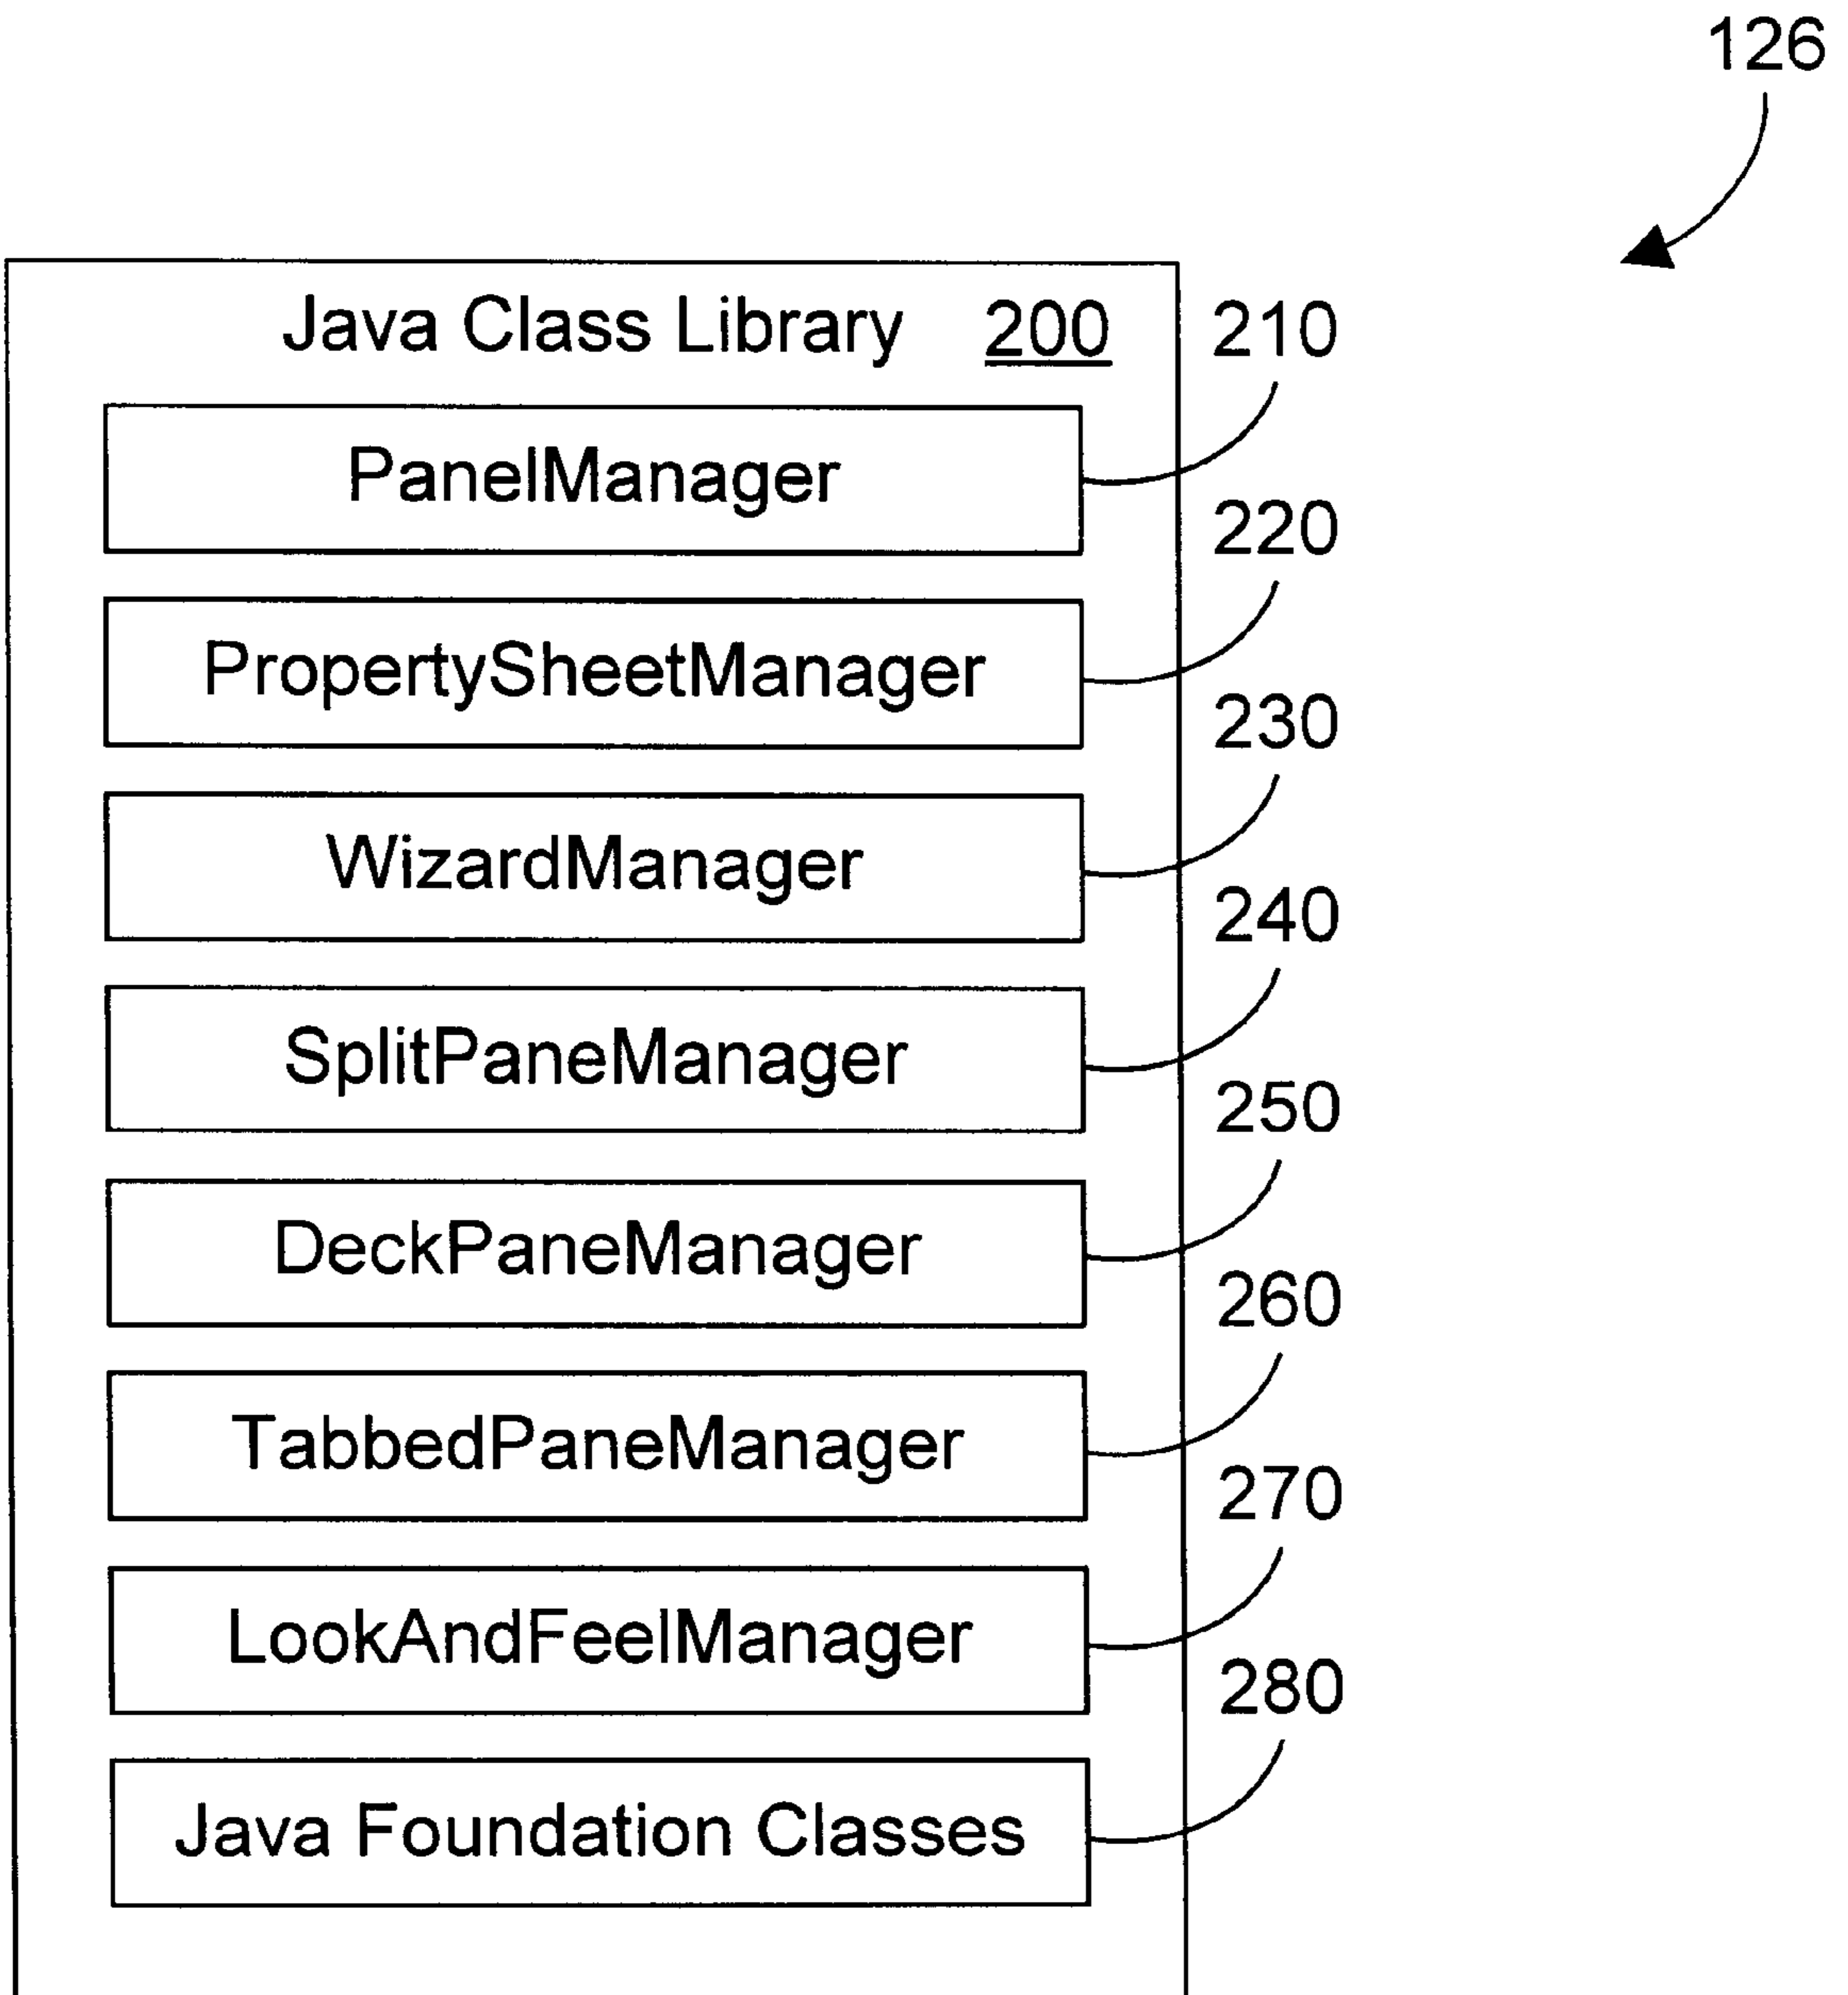 126
Java Class Library 200
210
PanelManager
220
PropertySheetManager
230
WizardManager
240
SplitPaneManager
250
DeckPaneManager
260
TabbedPaneManager
270
LookAndFeelManager
280
Java Foundation Classes